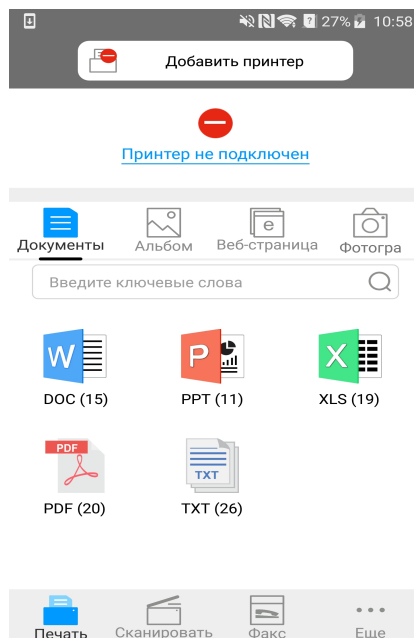 27% 10:58
Добавить принтер
Принтер не подключен
Документы Альбом Веб-страница Фотогра
Введите ключевые слова
W P X
DOC (15) PPT (11) XLS (19)
PDF TXT
PDF (20) TXT (26)
Печать Сканировать Факс Еще